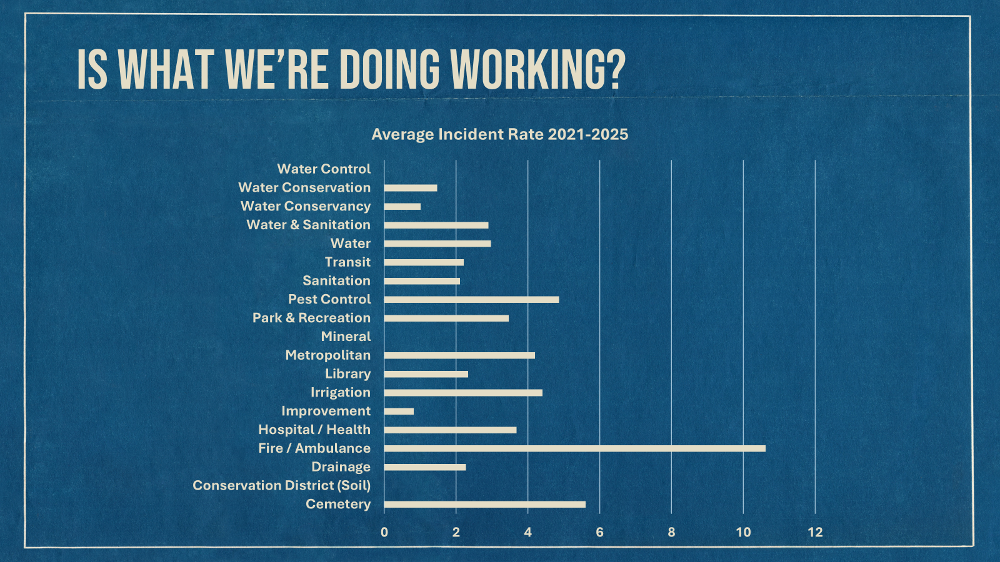 IS WHAT WE’RE DOING WORKING?
Average Incident Rate 2021-2025
Water Control
Water Conservation
Water Conservancy
Water & Sanitation
Water
Transit
Sanitation
Pest Control
Park & Recreation
Mineral
Metropolitan
Library
Irrigation
Improvement
Hospital / Health
Fire / Ambulance
Drainage
Conservation District (Soil)
Cemetery
0 2 4 6 8 10 12